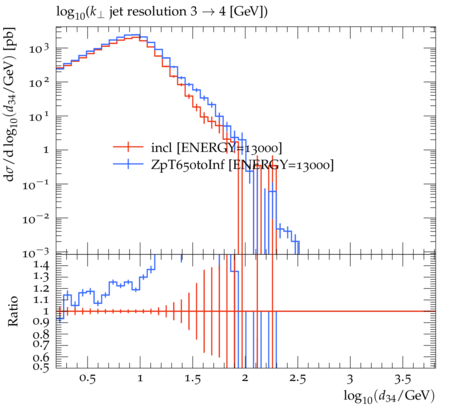 log₁₀(k⊥ jet resolution 3 → 4 [GeV])
dσ/d log₁₀(d₃₄/GeV) [pb]
10³
10²
10¹
1
10⁻¹
10⁻²
10⁻³
incl [ENERGY=13000]
ZpT650toInf [ENERGY=13000]
Ratio
1.4
1.3
1.2
1.1
1
0.9
0.8
0.7
0.6
0.5
0.5 1 1.5 2 2.5 3 3.5
log₁₀(d₃₄/GeV)